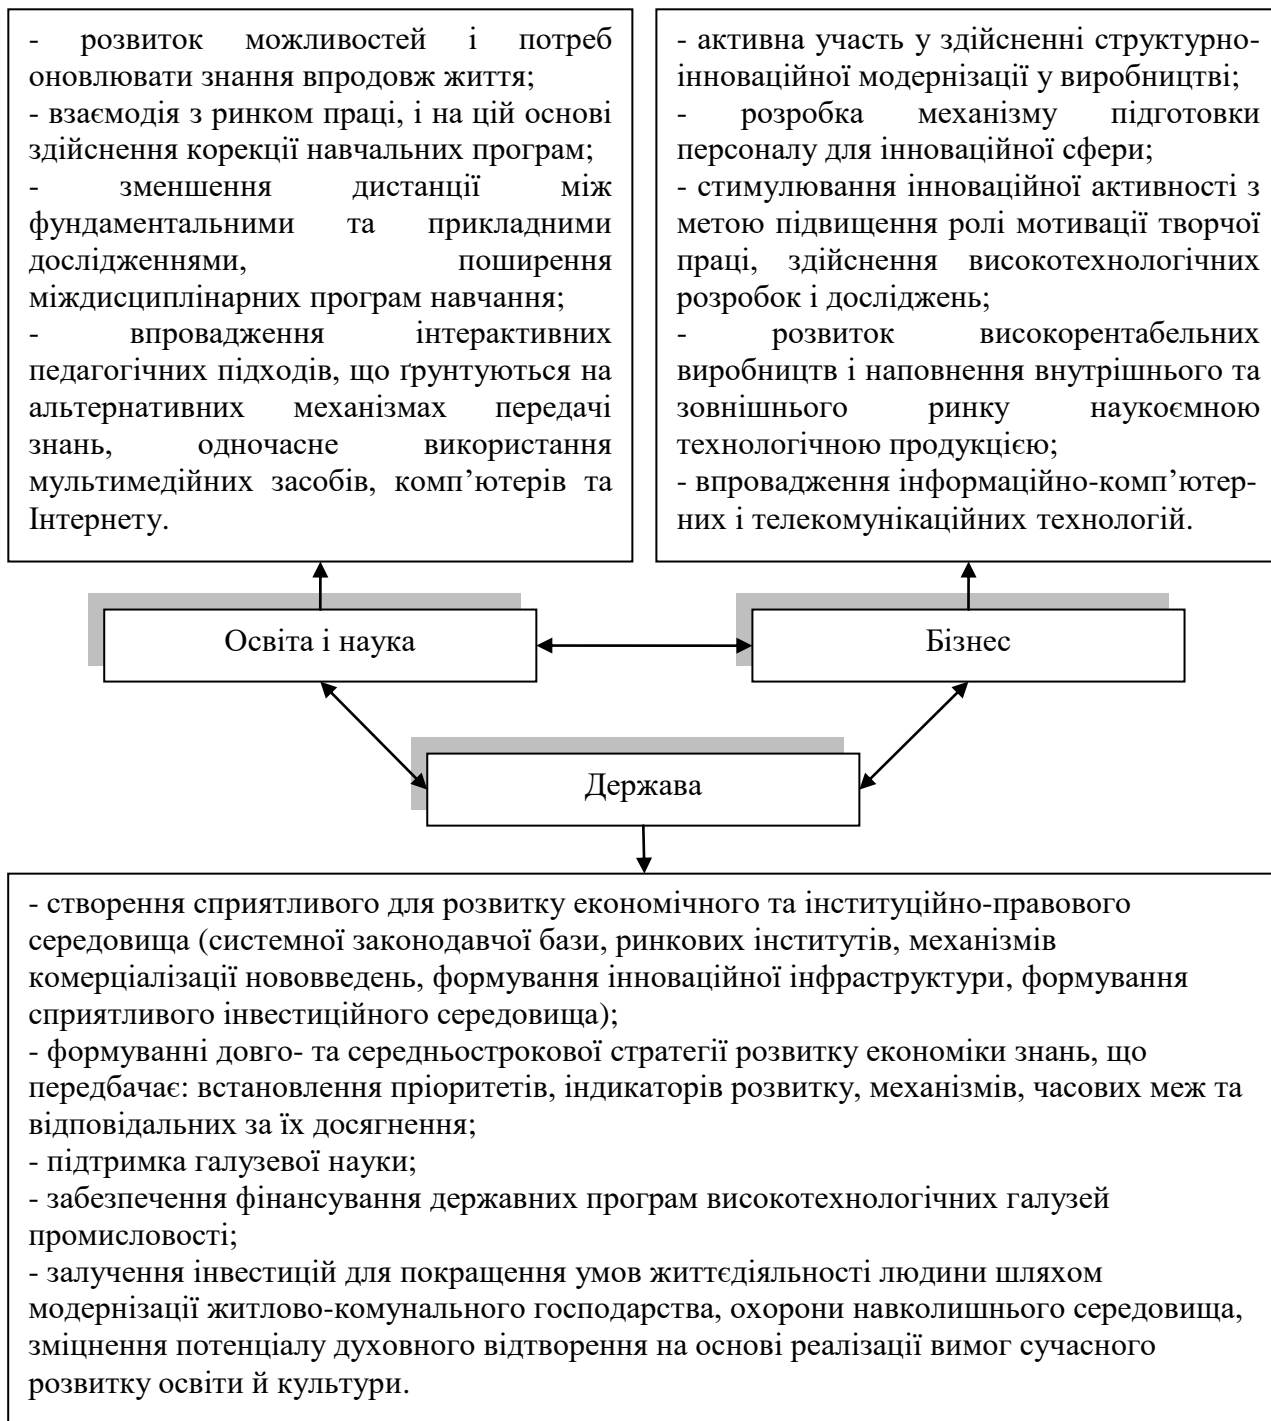 - розвиток можливостей і потреб
оновлювати знання впродовж життя;
- взаємодія з ринком праці, і на цій основі
здійснення корекції навчальних програм;
- зменшення дистанції між
фундаментальними та прикладними
дослідженнями, поширення
міждисциплінарних програм навчання;
- впровадження інтерактивних
педагогічних підходів, що ґрунтуються на
альтернативних механізмах передачі
знань, одночасне використання
мультимедійних засобів, комп’ютерів та
Інтернету.
- активна участь у здійсненні структурно-
інноваційної модернізації у виробництві;
- розробка механізму підготовки
персоналу для інноваційної сфери;
- стимулювання інноваційної активності з
метою підвищення ролі мотивації творчої
праці, здійснення високотехнологічних
розробок і досліджень;
- розвиток високорентабельних
виробництв і наповнення внутрішнього та
зовнішнього ринку наукоємною
технологічною продукцією;
- впровадження інформаційно-комп’ютер-
них і телекомунікаційних технологій.
Освіта і наука
Бізнес
Держава
- створення сприятливого для розвитку економічного та інституційно-правового
середовища (системної законодавчої бази, ринкових інститутів, механізмів
комерціалізації нововведень, формування інноваційної інфраструктури, формування
сприятливого інвестиційного середовища);
- формуванні довго- та середньострокової стратегії розвитку економіки знань, що
передбачає: встановлення пріоритетів, індикаторів розвитку, механізмів, часових меж та
відповідальних за їх досягнення;
- підтримка галузевої науки;
- забезпечення фінансування державних програм високотехнологічних галузей
промисловості;
- залучення інвестицій для покращення умов життєдіяльності людини шляхом
модернізації житлово-комунального господарства, охорони навколишнього середовища,
зміцнення потенціалу духовного відтворення на основі реалізації вимог сучасного
розвитку освіти й культури.